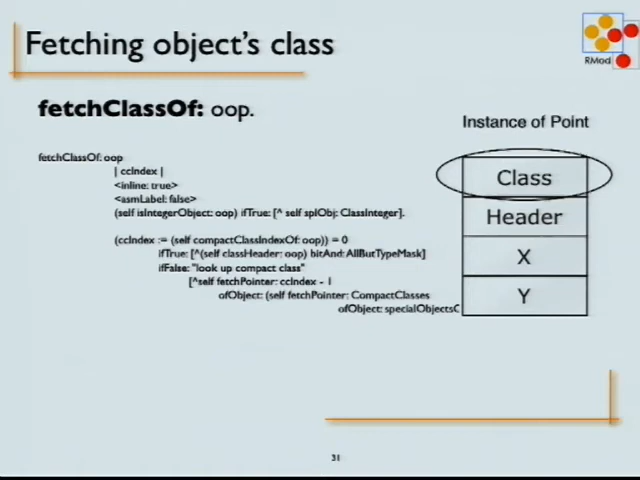 Fetching object's class
RMod
fetchClassOf: oop.
Instance of Point
fetchClassOf: oop
| ccIndex |
<inline: true>
<asmLabel: false>
(self isIntegerObject: oop) ifTrue: [^ self splObj: ClassInteger].
(ccIndex := (self compactClassIndexOf: oop)) = 0
ifTrue: [^(self classHeader: oop) bitAnd: AllButTypeMask]
ifFalse: "look up compact class"
[^self fetchPointer: ccIndex - 1
ofObject: (self fetchPointer: CompactClasses
ofObject: specialObjectsO
Class
Header
X
Y
31